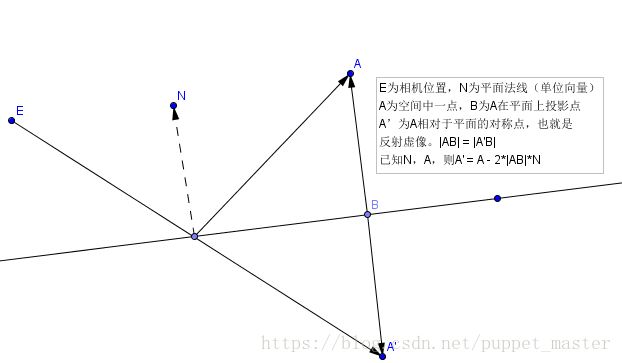 A
N
E
E为相机位置，N为平面法线（单位向量）
A为空间中一点，B为A在平面上投影点
A’为A相对于平面的对称点，也就是
反射虚像。|AB| = |A'B|
已知N，A，则A' = A - 2*|AB|*N
B
A'
https://blog.csdn.net/puppet_master